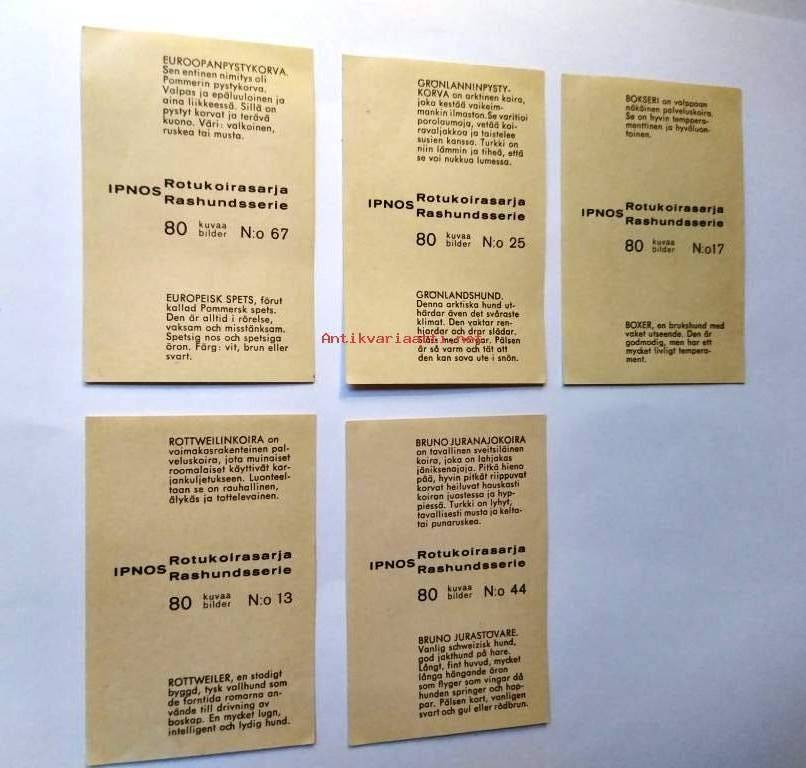 EUROOPANPYSTYKORVA.
Sen entinen nimitys oli
Pommerin pystykorva.
Valpas ja epäluuloinen ja
aina liikkeessä. Sillä on
pystyt korvat ja terävä
kuono. Väri: valkoinen,
ruskea tai musta.
IPNOS Rotukoirasarja
Rashundsserie
80 kuvaa
bilder N:o 67
EUROPEISK SPETS, förut
kallad Pommersk spets.
Den är alltid i rörelse,
vaksam och misstänksam.
Spetsig nos och spetsiga
öron. Färg: vit, brun eller
svart.
GRÖNLANNINPYSTY-
KORVA on arktinen koira,
joka kestää vaikeim-
mankin ilmaston. Se vartioi
porolaumoja, vetää koi-
ravaljakkoa ja taistelee
susien kanssa. Turkki on
niin lämmin ja tiheä, että
se voi nukkua lumessa.
IPNOS Rotukoirasarja
Rashundsserie
80 kuvaa
bilder N:o 25
GRÖNLANDSHUND.
Denna arktiska hund ut-
härdar även det svåraste
klimat. Den vaktar ren-
hjordar och drar slädar,
med vargar. Pälsen
är så varm och tät att
den kan sova ute i snön.
Antikvariaatti.net
BOKSERI on valppaan
näköinen palveluskoira.
Se on hyvin tempera-
menttinen ja hyväluon-
toinen.
IPNOS Rotukoirasarja
Rashundsserie
80 kuvaa
bilder N:o 17
BOXER, en brukshund med
vaket utseende. Den är
godmodig, men har ett
mycket livligt tempera-
ment.
ROTTWEILINKOIRA on
voimakasrakenteinen pal-
veluskoira, jota muinaiset
roomalaiset käyttivät kar-
jankuljetukseen. Luonteel-
taan se on rauhallinen,
älykäs ja tottelevainen.
IPNOS Rotukoirasarja
Rashundsserie
80 kuvaa
bilder N:o 13
ROTTWEILER, en stadigt
byggd, tysk vallhund som
de forntida romarna an-
vände till drivning av
boskap. En mycket lugn,
intelligent och lydig hund.
BRUNO JURANAJOKOIRA
on tavallinen sveitsiläinen
koira, joka on lahjakas
jäniksenajaja. Pitkä hieno
pää, hyvin pitkät riippuvat
korvat heiluvat hauskasti
koiran juostessa ja hyp-
piessä. Turkki on lyhyt,
tavallisesti musta ja kelta-
tai punaruskea.
IPNOS Rotukoirasarja
Rashundsserie
80 kuvaa
bilder N:o 44
BRUNO JURASTÖVARE.
Vanlig schweizisk hund,
god jakthund på hare.
Långt, fint huvud, mycket
långa hängande öron
som flyger som vingar då
hunden springer och hop-
par. Pälsen kort, vanligen
svart och gul eller rödbrun.